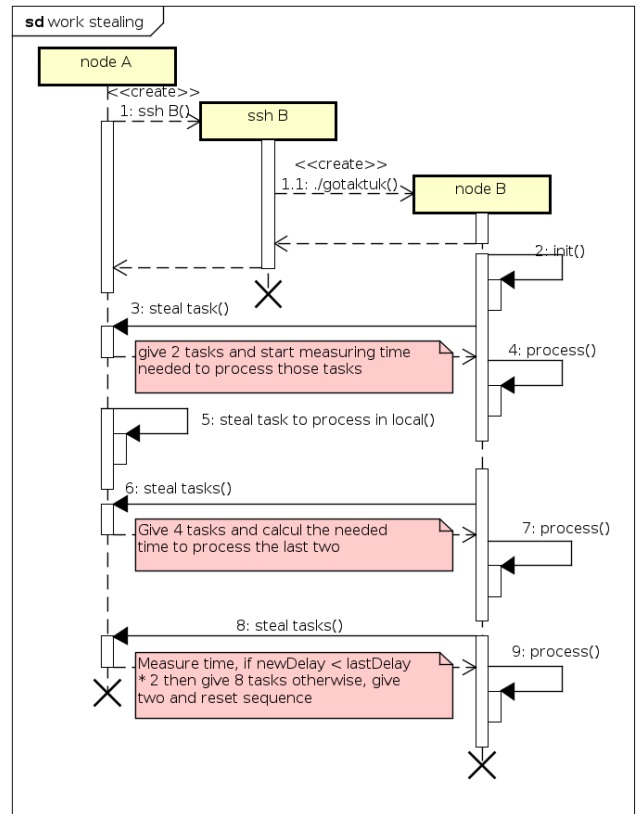 sd work stealing
node A
<<create>>
1: ssh B()
ssh B
<<create>>
1.1: ./gotaktuk()
node B
2: init()
3: steal task()
give 2 tasks and start measuring time
needed to process those tasks
4: process()
5: steal task to process in local()
6: steal tasks()
Give 4 tasks and calcul the needed
time to process the last two
7: process()
8: steal tasks()
Measure time, if newDelay < lastDelay
* 2 then give 8 tasks otherwise, give
two and reset sequence
9: process()